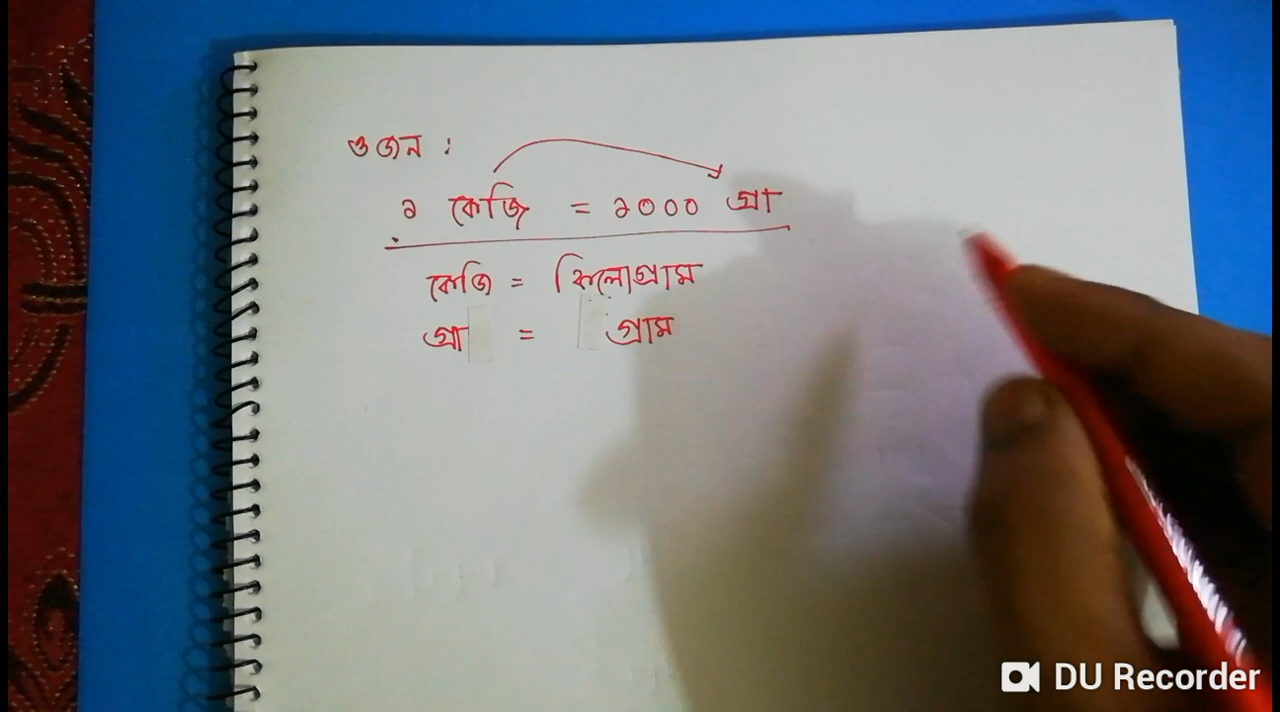 ওজন :
১ কেজি = ১০০০ গ্রা
কেজি = কিলোগ্রাম
গ্রা = গ্রাম
DU Recorder